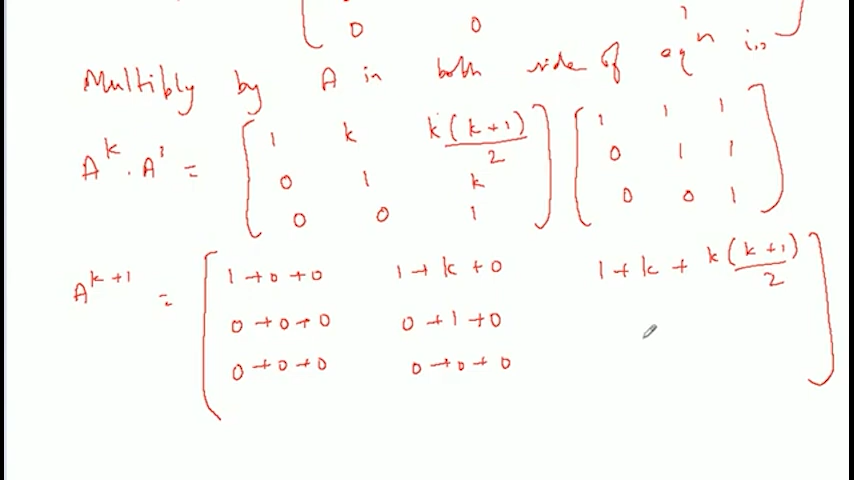 0 0 1
Multibly by A in both side of eqn in
A^k . A^1 = [ 1 k k(k+1)/2 ] [ 1 1 1 ]
[ 0 1 k ] [ 0 1 1 ]
[ 0 0 1 ] [ 0 0 1 ]
A^k+1 = [ 1+0+0 1+k+0 1+k+ k(k+1)/2 ]
0+0+0 0+1+0
0+0+0 0+0+0